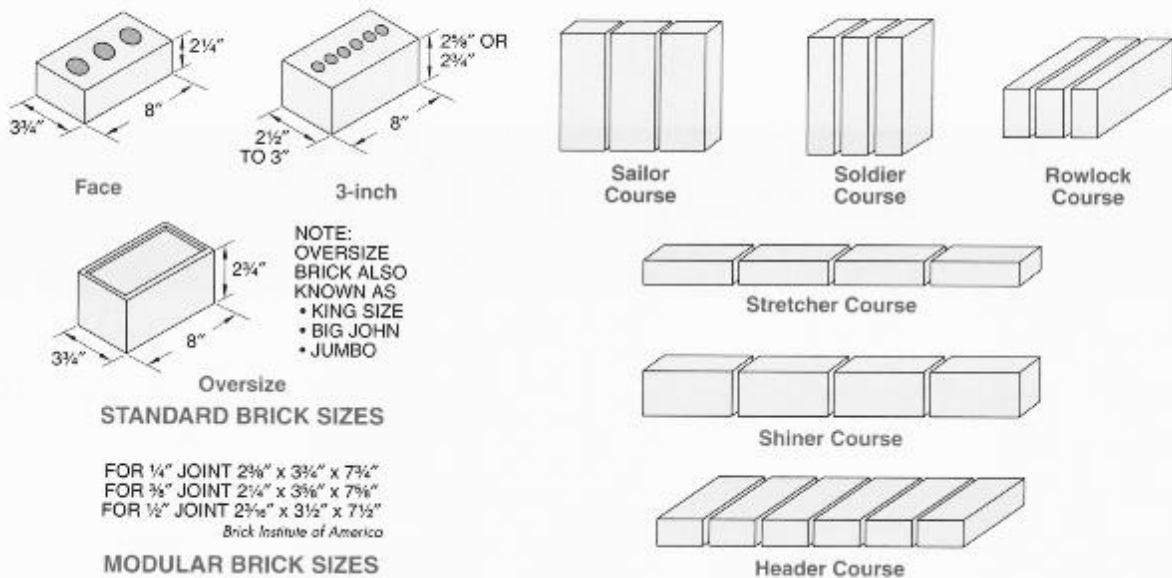 2¼"
3¾"
8"
Face
2⅝" OR
2¾"
2½"
TO 3"
8"
3-inch
Sailor
Course
Soldier
Course
Rowlock
Course
2¾"
3¾"
8"
Oversize
NOTE:
OVERSIZE
BRICK ALSO
KNOWN AS
• KING SIZE
• BIG JOHN
• JUMBO
STANDARD BRICK SIZES
Stretcher Course
Shiner Course
FOR ¼" JOINT 2⅜" x 3¾" x 7¾"
FOR ⅜" JOINT 2¼" x 3⅝" x 7⅝"
FOR ½" JOINT 2³⁄₁₆" x 3½" x 7½"
Brick Institute of America
MODULAR BRICK SIZES
Header Course